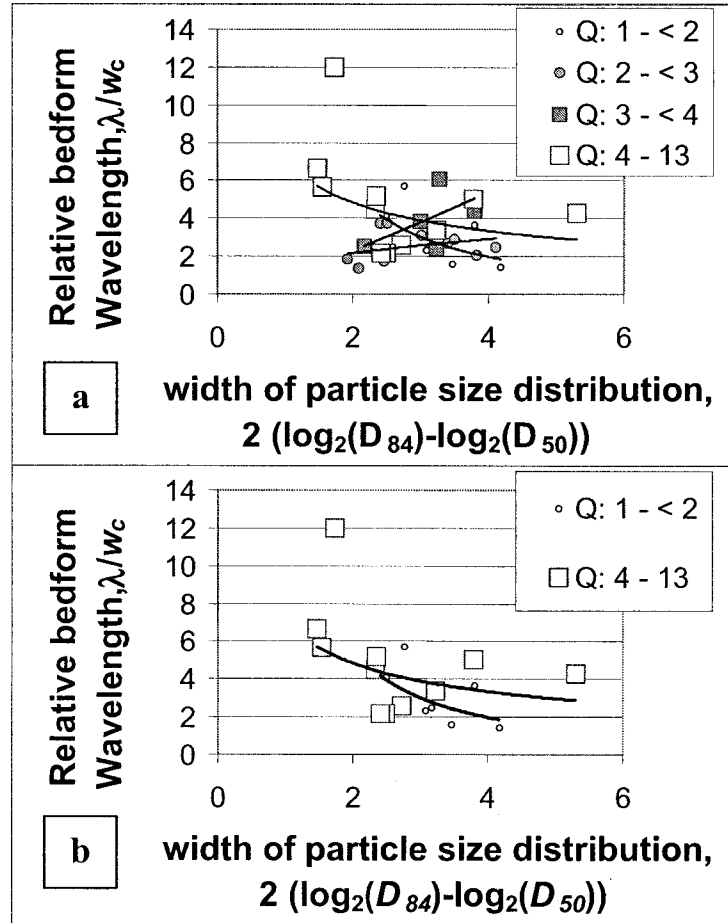 Relative bedform
Wavelength,λ/w_c
14
12
10
8
6
4
2
0
0 2 4 6
Q: 1 - < 2
Q: 2 - < 3
Q: 3 - < 4
Q: 4 - 13
a
width of particle size distribution,
2 (log₂(D₈₄)-log₂(D₅₀))
Relative bedform
Wavelength,λ/w_c
14
12
10
8
6
4
2
0
0 2 4 6
Q: 1 - < 2
Q: 4 - 13
b
width of particle size distribution,
2 (log₂(D₈₄)-log₂(D₅₀))